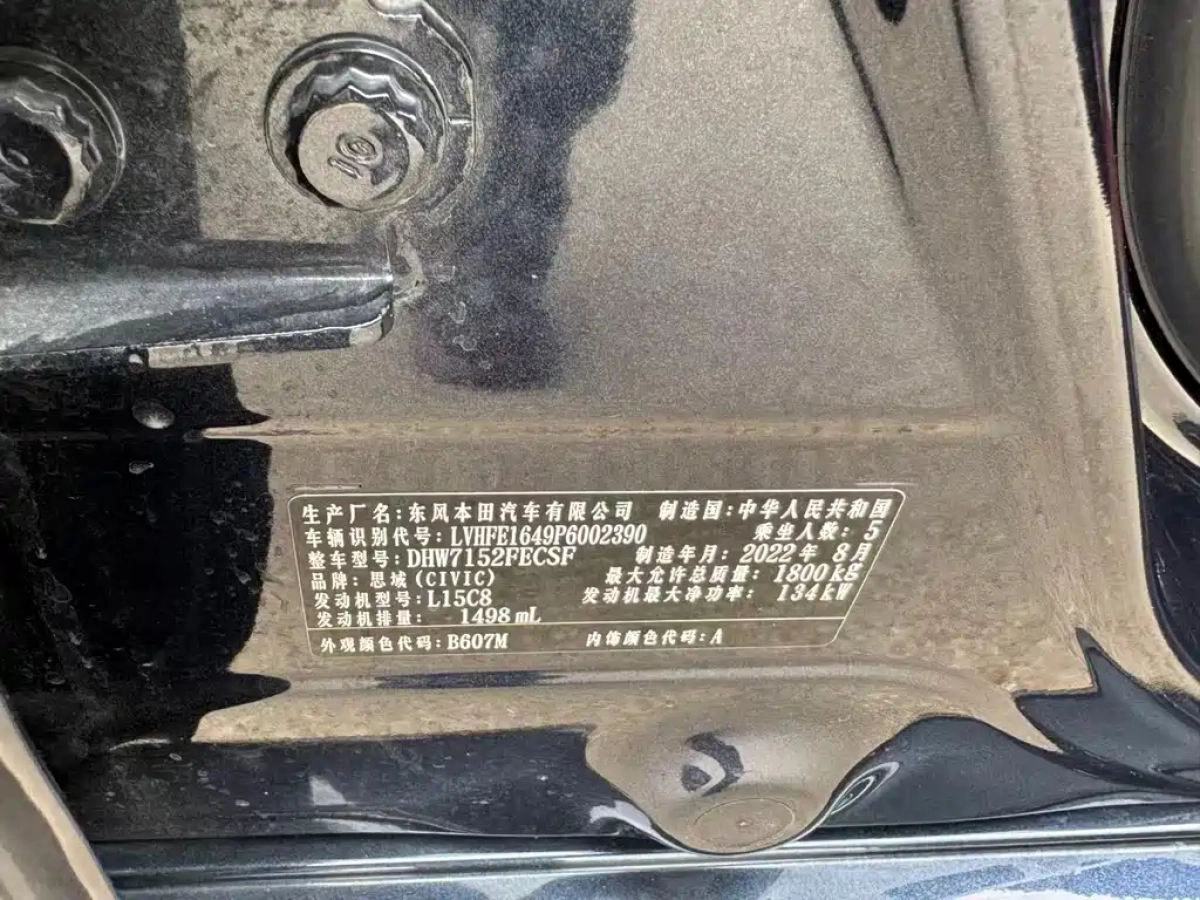 10
生产厂名:东风本田汽车有限公司 制造国:中华人民共和国
车辆识别代号:LVHFE1649P6002390 乘坐人数: 5
整车型号:DHW7152FECSF 制造年月: 2022年 8月
品牌: 思域(CIVIC) 最大允许总质量: 1800kg
发动机型号:L15C8 发动机最大净功率: 134kW
发动机排量: 1498mL
外观颜色代码:B607M 内饰颜色代码:A